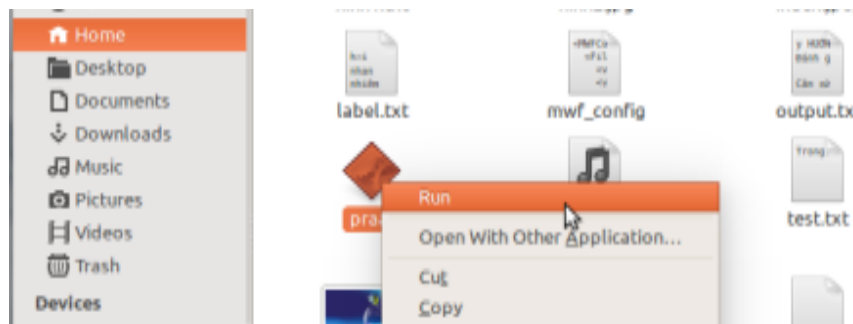 Home
Desktop
Documents
Downloads
Music
Pictures
Videos
Trash
Devices
label.txt
mwf_config
output.tx
Run
Open With Other Application...
Cut
Copy
test.txt